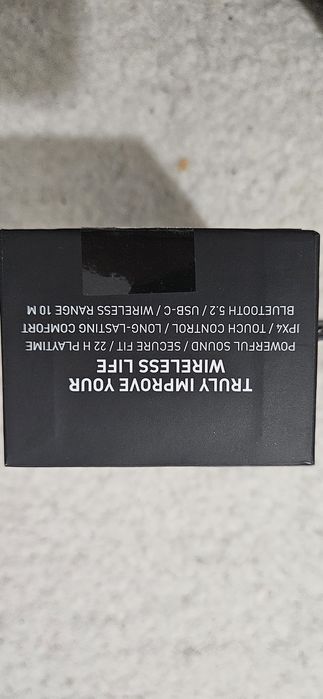 TRULY IMPROVE YOUR
WIRELESS LIFE
POWERFUL SOUND / SECURE FIT / 22 H PLAYTIME
IPX4 / TOUCH CONTROL / LONG-LASTING COMFORT
BLUETOOTH 5.2 / USB-C / WIRELESS RANGE 10 M